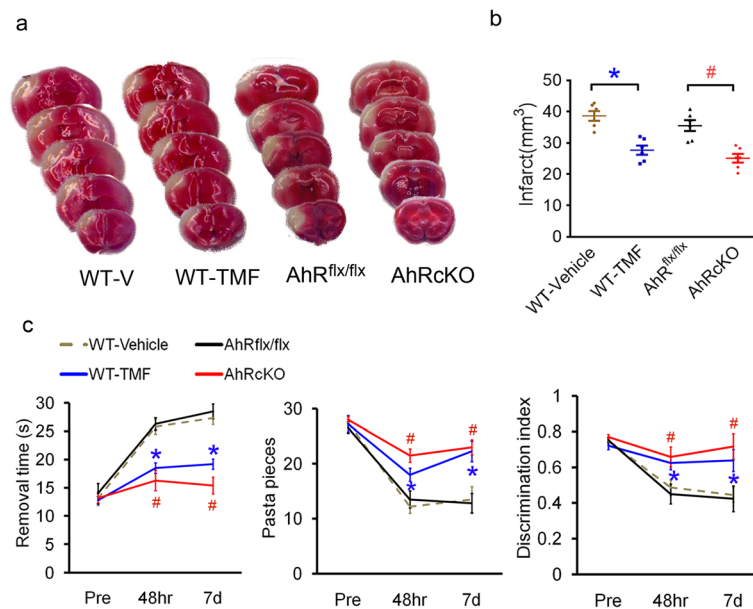 a
WT-V
WT-TMF
AhRflx/flx
AhRcKO
b
*
#
Infarct(mm3)
50
40
30
20
10
0
WT-Vehicle
WT-TMF
AhRflx/flx
AhRcKO
c
WT-Vehicle
AhRflx/flx
WT-TMF
AhRcKO
Removal time (s)
30
25
20
15
10
5
0
*
*
#
#
Pre
48hr
7d
Pasta pieces
30
20
10
0
#
#
*
*
Pre
48hr
7d
Discrimination index
1
0.8
0.6
0.4
0.2
0
#
#
*
*
Pre
48hr
7d